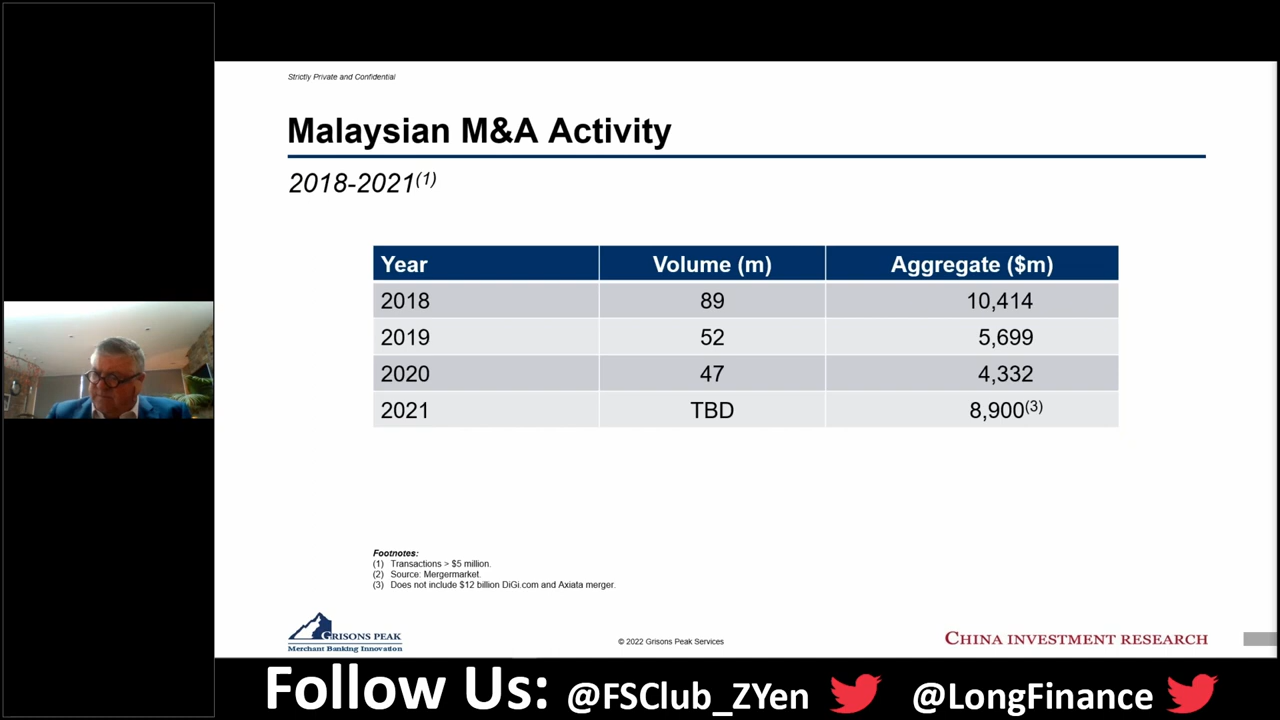 Strictly Private and Confidential
Malaysian M&A Activity
2018-2021(1)
Year Volume (m) Aggregate ($m)
2018 89 10,414
2019 52 5,699
2020 47 4,332
2021 TBD 8,900(3)
Footnotes:
(1) Transactions > $5 million.
(2) Source: Mergermarket.
(3) Does not include $12 billion DiGi.com and Axiata merger.
GRISONS PEAK
Merchant Banking Innovation
© 2022 Grisons Peak Services
CHINA INVESTMENT RESEARCH
Follow Us: @FSClub_ZYen @LongFinance